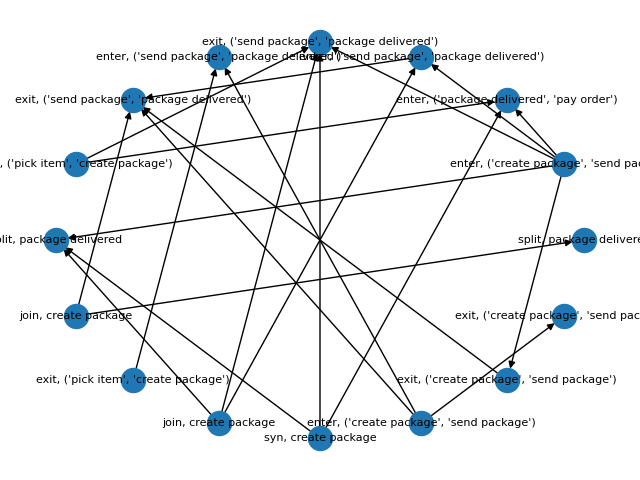 exit, ('send package', 'package delivered')
enter, ('send package', 'package delivered')
('send package', 'package delivered')
exit, ('send package', 'package delivered')
enter, ('package delivered', 'pay order')
, ('pick item', 'create package')
enter, ('create package', 'send pac
split, package delivered
split, package delivere
join, create package
exit, ('create package', 'send pac
exit, ('pick item', 'create package')
exit, ('create package', 'send package')
join, create package
enter, ('create package', 'send package')
syn, create package